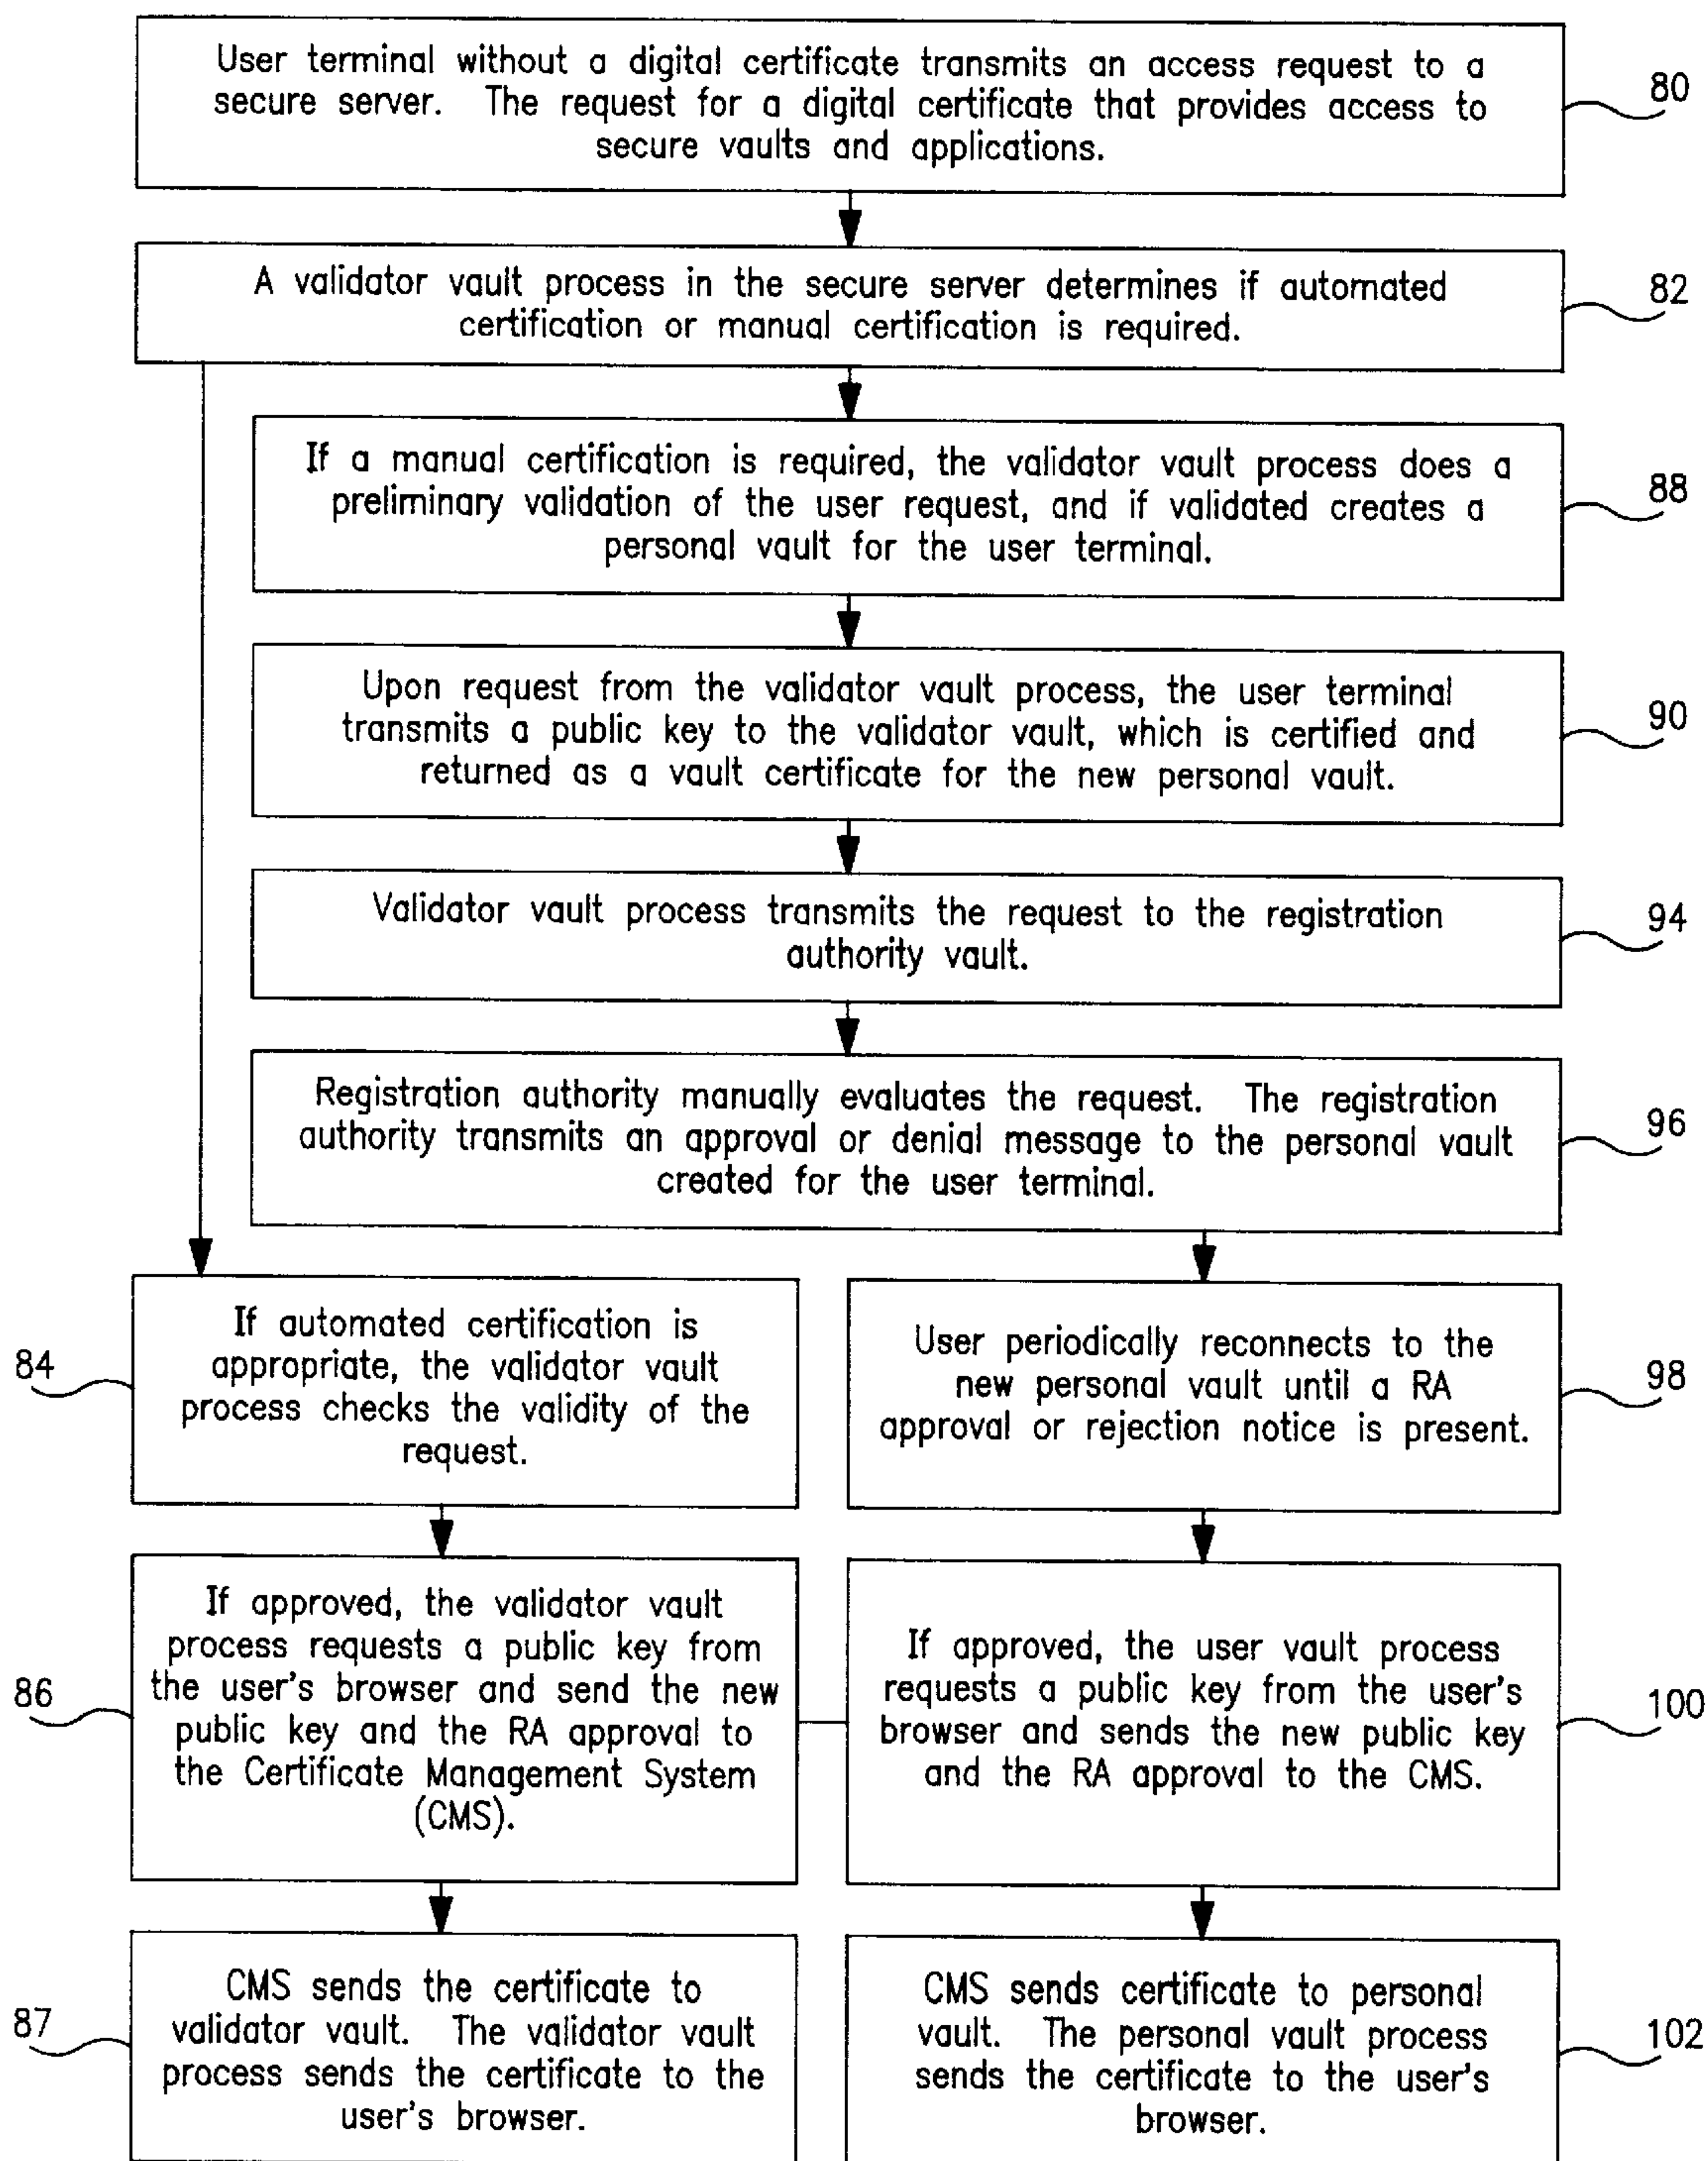 User terminal without a digital certificate transmits an access request to a
secure server. The request for a digital certificate that provides access to
secure vaults and applications.
80
A validator vault process in the secure server determines if automated
certification or manual certification is required.
82
If a manual certification is required, the validator vault process does a
preliminary validation of the user request, and if validated creates a
personal vault for the user terminal.
88
Upon request from the validator vault process, the user terminal
transmits a public key to the validator vault, which is certified and
returned as a vault certificate for the new personal vault.
90
Validator vault process transmits the request to the registration
authority vault.
94
Registration authority manually evaluates the request. The registration
authority transmits an approval or denial message to the personal vault
created for the user terminal.
96
84
If automated certification is
appropriate, the validator vault
process checks the validity of the
request.
User periodically reconnects to the
new personal vault until a RA
approval or rejection notice is present.
98
86
If approved, the validator vault
process requests a public key from
the user's browser and send the new
public key and the RA approval to
the Certificate Management System
(CMS).
If approved, the user vault process
requests a public key from the user's
browser and sends the new public key
and the RA approval to the CMS.
100
87
CMS sends the certificate to
validator vault. The validator vault
process sends the certificate to the
user's browser.
CMS sends certificate to personal
vault. The personal vault process
sends the certificate to the user's
browser.
102